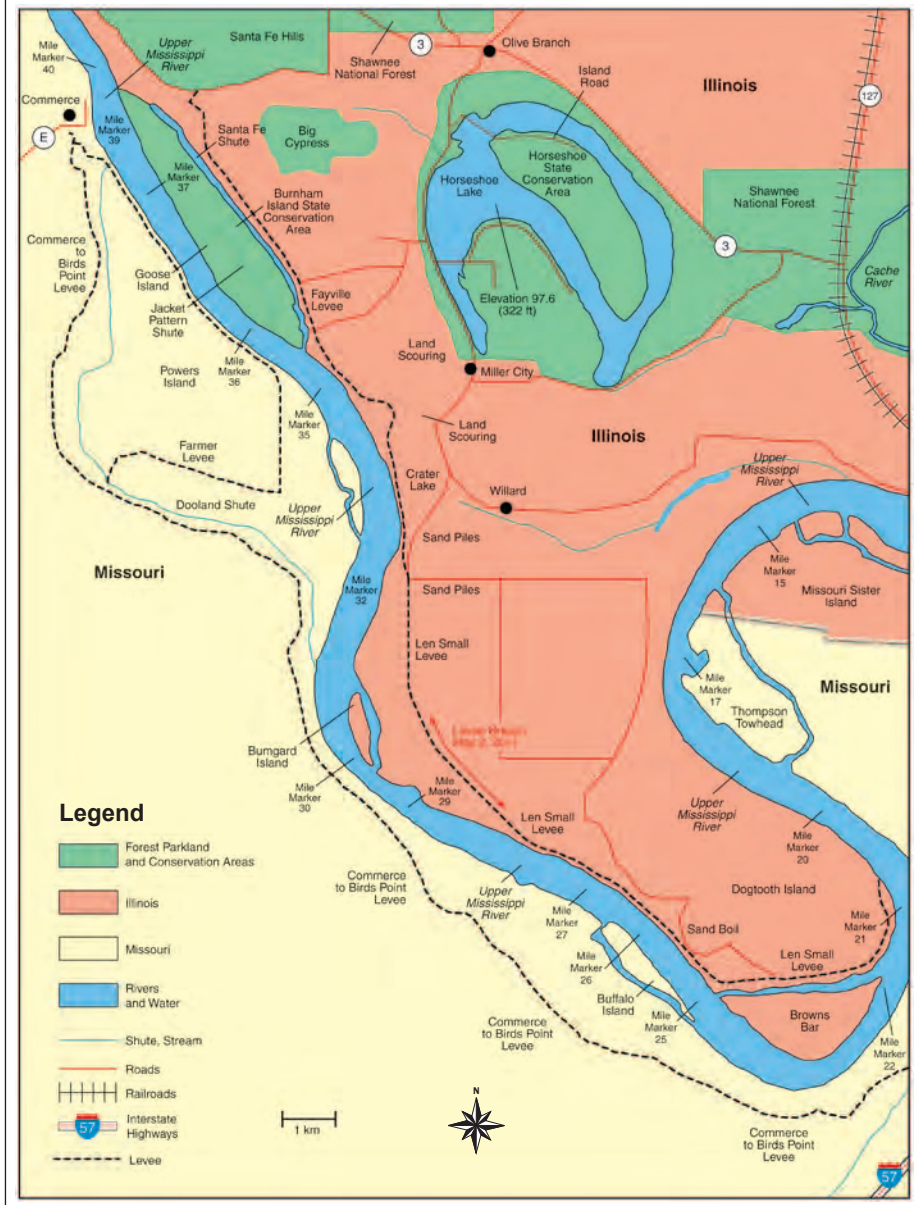 Mile
Marker
40
Upper
Mississippi
River
Santa Fe Hills
Shawnee
National Forest
3
Olive Branch
Illinois
Island
Road
127
Commerce
E
Mile
Marker
39
Santa Fe
Shute
Big
Cypress
Mile
Marker
37
Horseshoe
Lake
Horseshoe
State
Conservation
Area
Burnham
Island State
Conservation
Area
Shawnee
National Forest
3
Commerce
to
Birds Point
Levee
Goose
Island
Jacket
Pattern
Shute
Fayville
Levee
Elevation 97.6
(322 ft)
Cache
River
Powers
Island
Mile
Marker
36
Land
Scouring
Miller City
Mile
Marker
35
Land
Scouring
Illinois
Farmer
Levee
Crater
Lake
Upper
Mississippi
River
Dooland Shute
Upper
Mississippi
River
Willard
Sand Piles
Missouri
Mile
Marker
32
Sand Piles
Mile
Marker
15
Missouri Sister
Island
Len Small
Levee
Mile
Marker
17
Missouri
Thompson
Towhead
Levee Breach
May 2, 2011
Bumgard
Island
Mile
Marker
30
Mile
Marker
29
Upper
Mississippi
River
Len Small
Levee
Mile
Marker
20
Legend
Forest Parkland
and Conservation Areas
Illinois
Missouri
Rivers
and Water
Shute, Stream
Roads
Railroads
57
Interstate
Highways
Levee
Commerce
to Birds Point
Levee
Upper
Mississippi
River
Mile
Marker
27
Dogtooth Island
Mile
Marker
21
Sand Boil
Len Small
Levee
Mile
Marker
26
Buffalo
Island
Mile
Marker
25
Browns
Bar
Mile
Marker
22
Commerce
to Birds Point
Levee
N
1 km
Commerce
to Birds Point
Levee
57